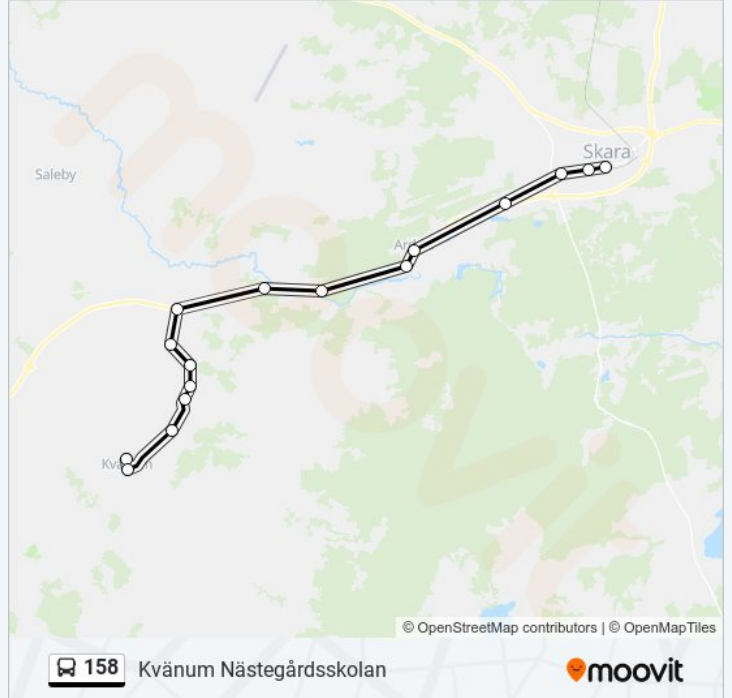 Skara
Saleby
© OpenStreetMap contributors | © OpenMapTiles
158 Kvänum Nästegårdsskolan
moovit